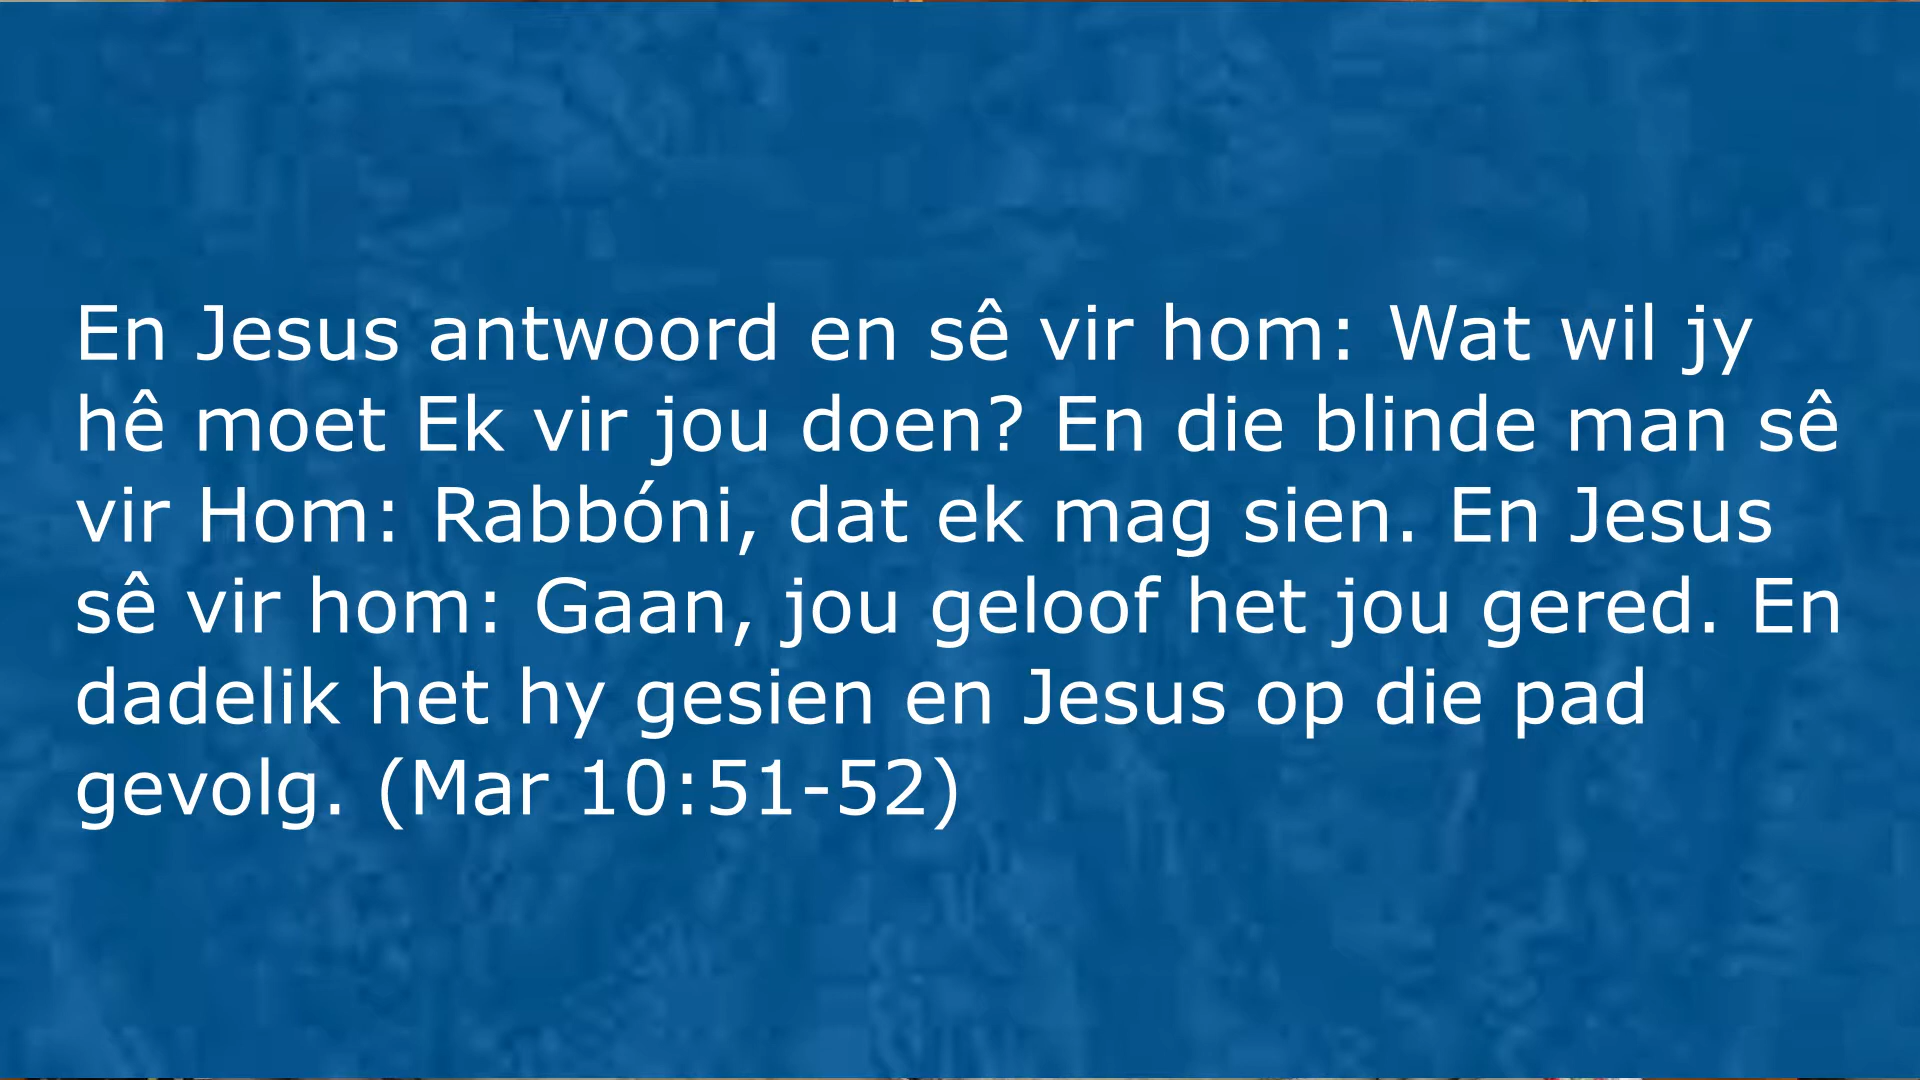 En Jesus antwoord en sê vir hom: Wat wil jy
hê moet Ek vir jou doen? En die blinde man sê
vir Hom: Rabbóni, dat ek mag sien. En Jesus
sê vir hom: Gaan, jou geloof het jou gered. En
dadelik het hy gesien en Jesus op die pad
gevolg. (Mar 10:51-52)